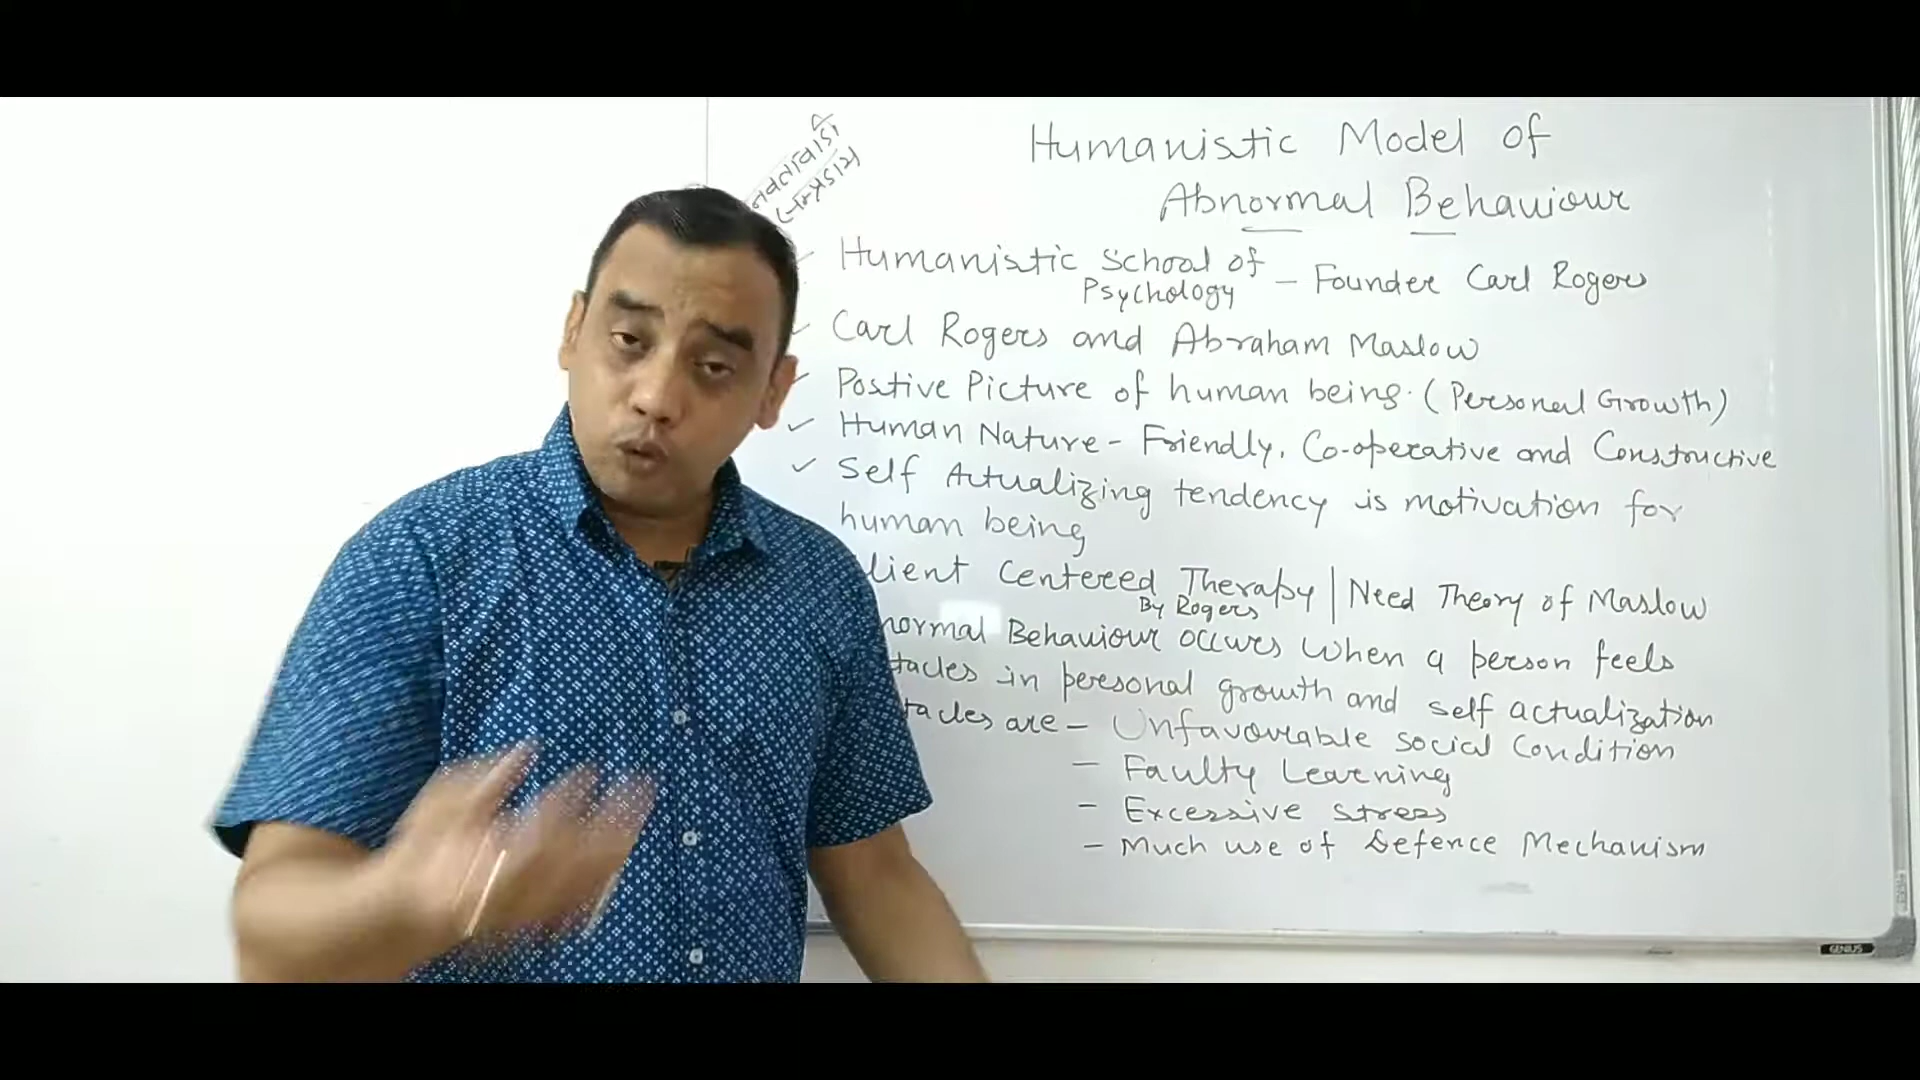 Humanistic Model of
Abnormal Behaviour
Humanistic School of
Psychology - Founder Carl Rogers
Carl Rogers and Abraham Maslow
Postive Picture of human being. (Personal Growth)
Human Nature - Friendly, Co-operative and Constructive
Self Actualizing tendency is motivation for
human being
lient Centered Therapy | Need Theory of Maslow
By Rogers
normal Behaviour occurs when a person feels
tacles in personal growth and self actualization
tacles are - Unfavourable social Condition
- Faulty Learning
- Excessive stress
- Much use of Defence Mechanism
GENIUS